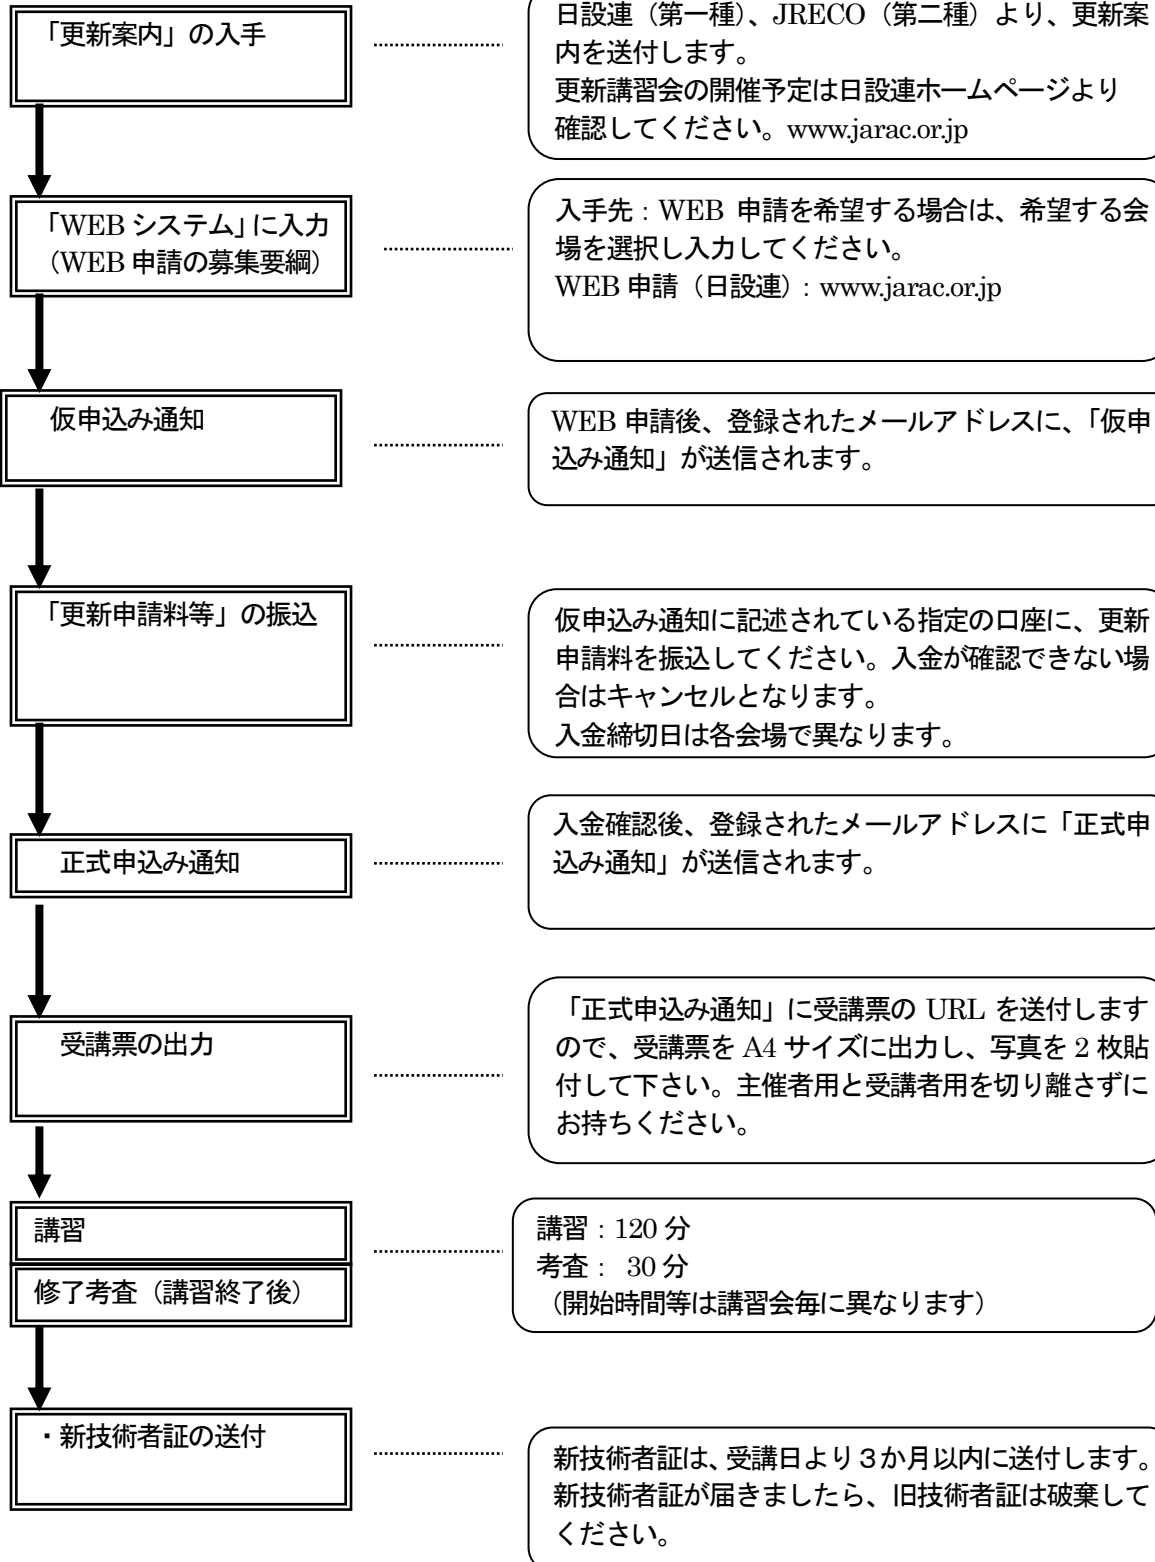 「更新案内」の入手
日設連（第一種）、JRECO（第二種）より、更新案
内を送付します。
更新講習会の開催予定は日設連ホームページより
確認してください。www.jarac.or.jp
「WEB システム」に入力
（WEB 申請の募集要綱）
入手先：WEB 申請を希望する場合は、希望する会
場を選択し入力してください。
WEB 申請（日設連）：www.jarac.or.jp
仮申込み通知
WEB 申請後、登録されたメールアドレスに、「仮申
込み通知」が送信されます。
「更新申請料等」の振込
仮申込み通知に記述されている指定の口座に、更新
申請料を振込してください。入金が確認できない場
合はキャンセルとなります。
入金締切日は各会場で異なります。
正式申込み通知
入金確認後、登録されたメールアドレスに「正式申
込み通知」が送信されます。
受講票の出力
「正式申込み通知」に受講票の URL を送付します
ので、受講票を A4 サイズに出力し、写真を 2 枚貼
付して下さい。主催者用と受講者用を切り離さずに
お持ちください。
講習
修了考査（講習終了後）
講習：120 分
考査： 30 分
（開始時間等は講習会毎に異なります）
・新技術者証の送付
新技術者証は、受講日より３か月以内に送付します。
新技術者証が届きましたら、旧技術者証は破棄して
ください。